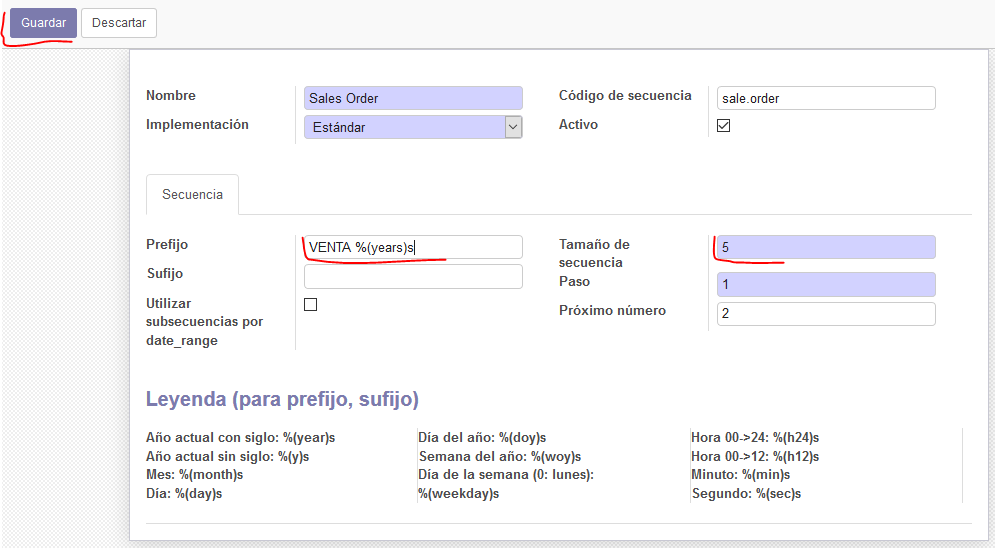 Guardar Descartar
Nombre Sales Order Código de secuencia sale.order
Implementación Estándar Activo
Secuencia
Prefijo VENTA %(years)s Tamaño de 5
secuencia
Sufijo Paso 1
Utilizar Próximo número 2
subsecuencias por
date_range
Leyenda (para prefijo, sufijo)
Año actual con siglo: %(year)s Día del año: %(doy)s Hora 00->24: %(h24)s
Año actual sin siglo: %(y)s Semana del año: %(woy)s Hora 00->12: %(h12)s
Mes: %(month)s Día de la semana (0: lunes): Minuto: %(min)s
Día: %(day)s %(weekday)s Segundo: %(sec)s